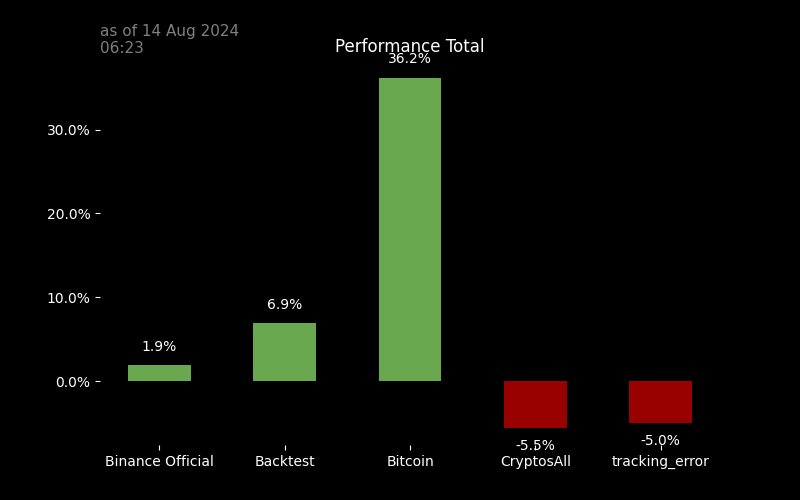 as of 14 Aug 2024
06:23
Performance Total
36.2%
30.0%
20.0%
10.0%
6.9%
1.9%
0.0%
-5.5%
-5.0%
Binance Official
Backtest
Bitcoin
CryptosAll
tracking_error